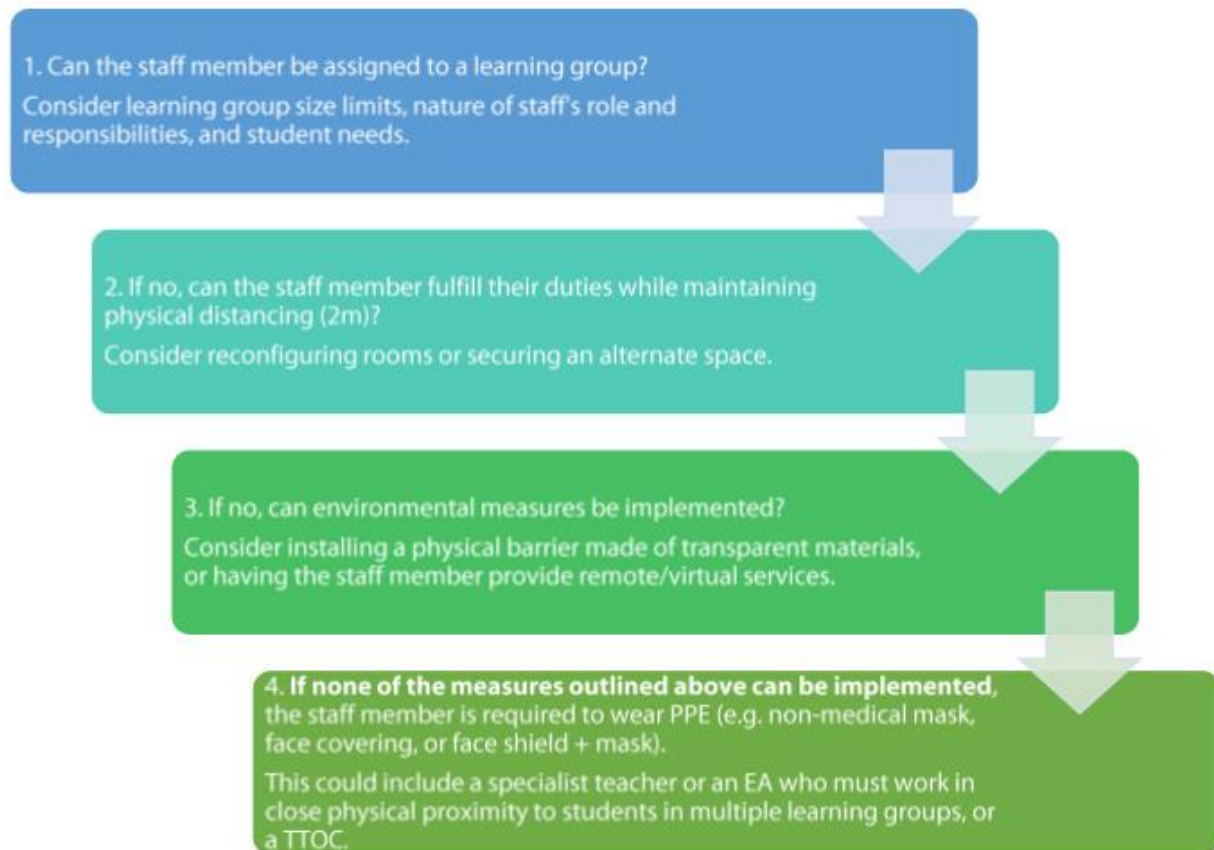 1. Can the staff member be assigned to a learning group?
Consider learning group size limits, nature of staff's role and
responsibilities, and student needs.
2. If no, can the staff member fulfill their duties while maintaining
physical distancing (2m)?
Consider reconfiguring rooms or securing an alternate space.
3. If no, can environmental measures be implemented?
Consider installing a physical barrier made of transparent materials,
or having the staff member provide remote/virtual services.
4. If none of the measures outlined above can be implemented,
the staff member is required to wear PPE (e.g. non-medical mask,
face covering, or face shield + mask).
This could include a specialist teacher or an EA who must work in
close physical proximity to students in multiple learning groups, or
a TTOC.